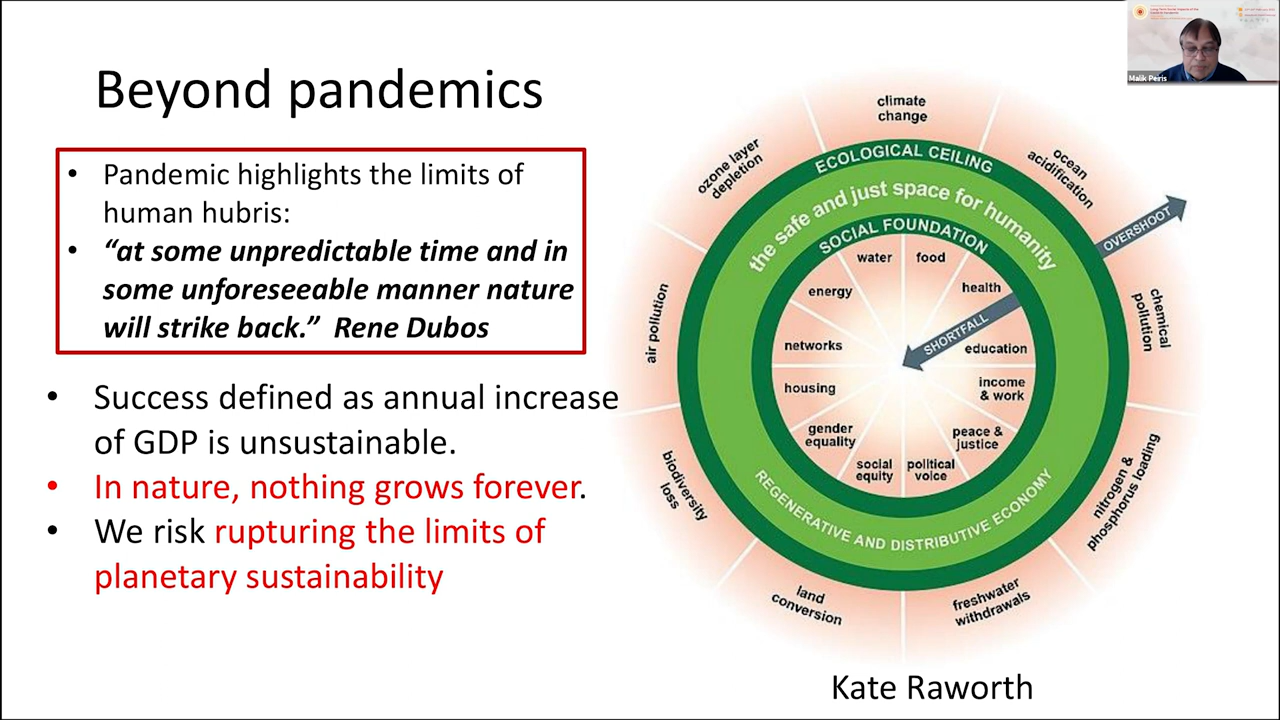 Beyond pandemics
• Pandemic highlights the limits of
human hubris:
• “at some unpredictable time and in
some unforeseeable manner nature
will strike back.” Rene Dubos
• Success defined as annual increase
of GDP is unsustainable.
• In nature, nothing grows forever.
• We risk rupturing the limits of
planetary sustainability
climate
change
ocean
acidification
chemical
pollution
nitrogen &
phosphorus loading
freshwater
withdrawals
land
conversion
biodiversity
loss
air pollution
ozone layer
depletion
ECOLOGICAL CEILING
the safe and just space for humanity
SOCIAL FOUNDATION
OVERSHOOT
SHORTFALL
water
food
health
education
income
& work
peace &
justice
political
voice
social
equity
gender
equality
housing
networks
energy
REGENERATIVE AND DISTRIBUTIVE ECONOMY
Kate Raworth
Malik Peiris